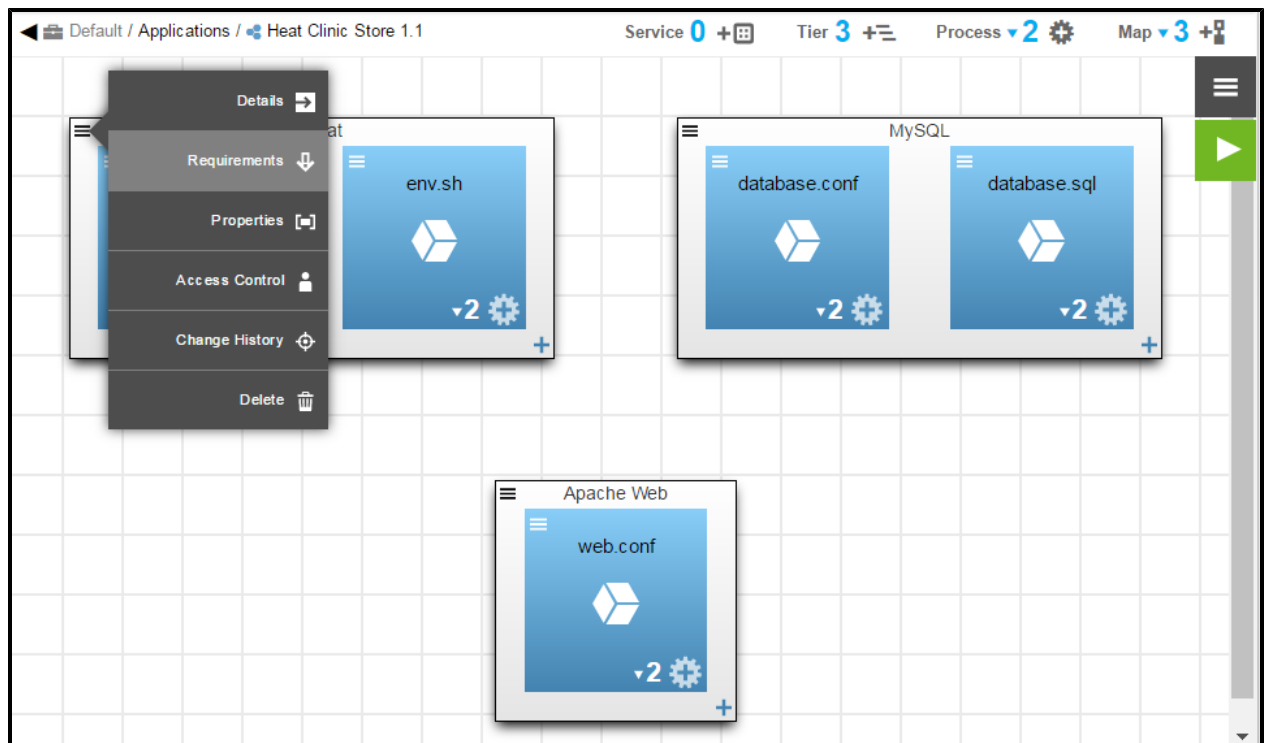 Default / Applications / Heat Clinic Store 1.1
Service 0
Tier 3
Process 2
Map 3
Details
Requirements
Properties
Access Control
Change History
Delete
at
env.sh
2
MySQL
database.conf
2
database.sql
2
Apache Web
web.conf
2